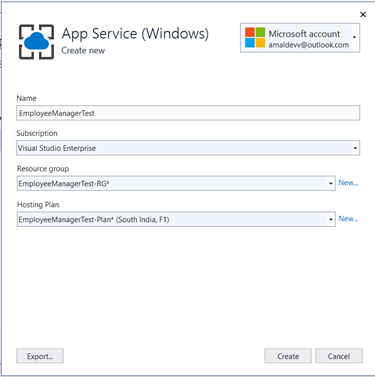 App Service (Windows)
Create new
Microsoft account
amaldevv@outlook.com
Name
EmployeeManagerTest
Subscription
Visual Studio Enterprise
Resource group
EmployeeManagerTest-RG*
New...
Hosting Plan
EmployeeManagerTest-Plan* (South India, F1)
New...
Export...
Create
Cancel